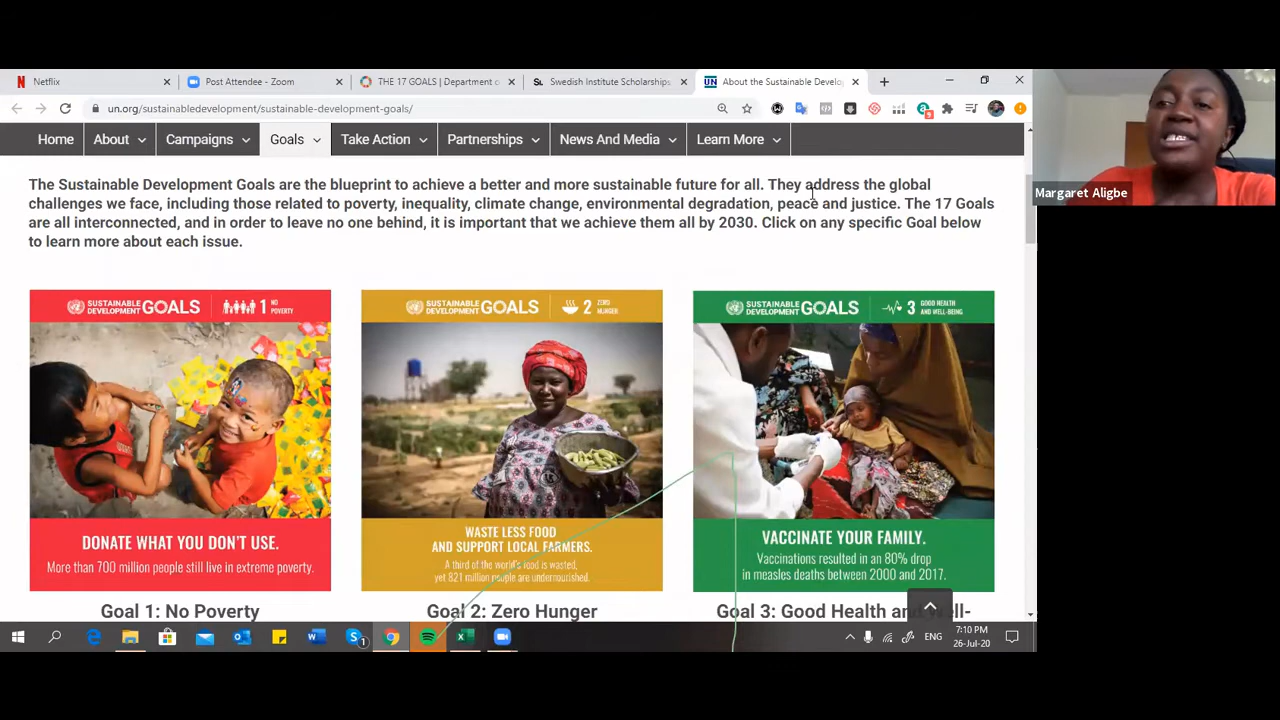 Netflix
Post Attendee - Zoom
THE 17 GOALS | Department o
Sı. Swedish Institute Scholarships
UN About the Sustainable Develo
un.org/sustainabledevelopment/sustainable-development-goals/
Home About Campaigns Goals Take Action Partnerships News And Media Learn More
The Sustainable Development Goals are the blueprint to achieve a better and more sustainable future for all. They address the global
challenges we face, including those related to poverty, inequality, climate change, environmental degradation, peace and justice. The 17 Goals
are all interconnected, and in order to leave no one behind, it is important that we achieve them all by 2030. Click on any specific Goal below
to learn more about each issue.
SUSTAINABLE
DEVELOPMENT GOALS
1 NO
POVERTY
DONATE WHAT YOU DON'T USE.
More than 700 million people still live in extreme poverty.
Goal 1: No Poverty
SUSTAINABLE
DEVELOPMENT GOALS
2 ZERO
HUNGER
WASTE LESS FOOD
AND SUPPORT LOCAL FARMERS.
A third of the world's food is wasted,
yet 821 million people are undernourished.
Goal 2: Zero Hunger
SUSTAINABLE
DEVELOPMENT GOALS
3 GOOD HEALTH
AND WELL-BEING
VACCINATE YOUR FAMILY.
Vaccinations resulted in an 80% drop
in measles deaths between 2000 and 2017.
Goal 3: Good Health and Well-
Margaret Aligbe
ENG
7:10 PM
26-Jul-20